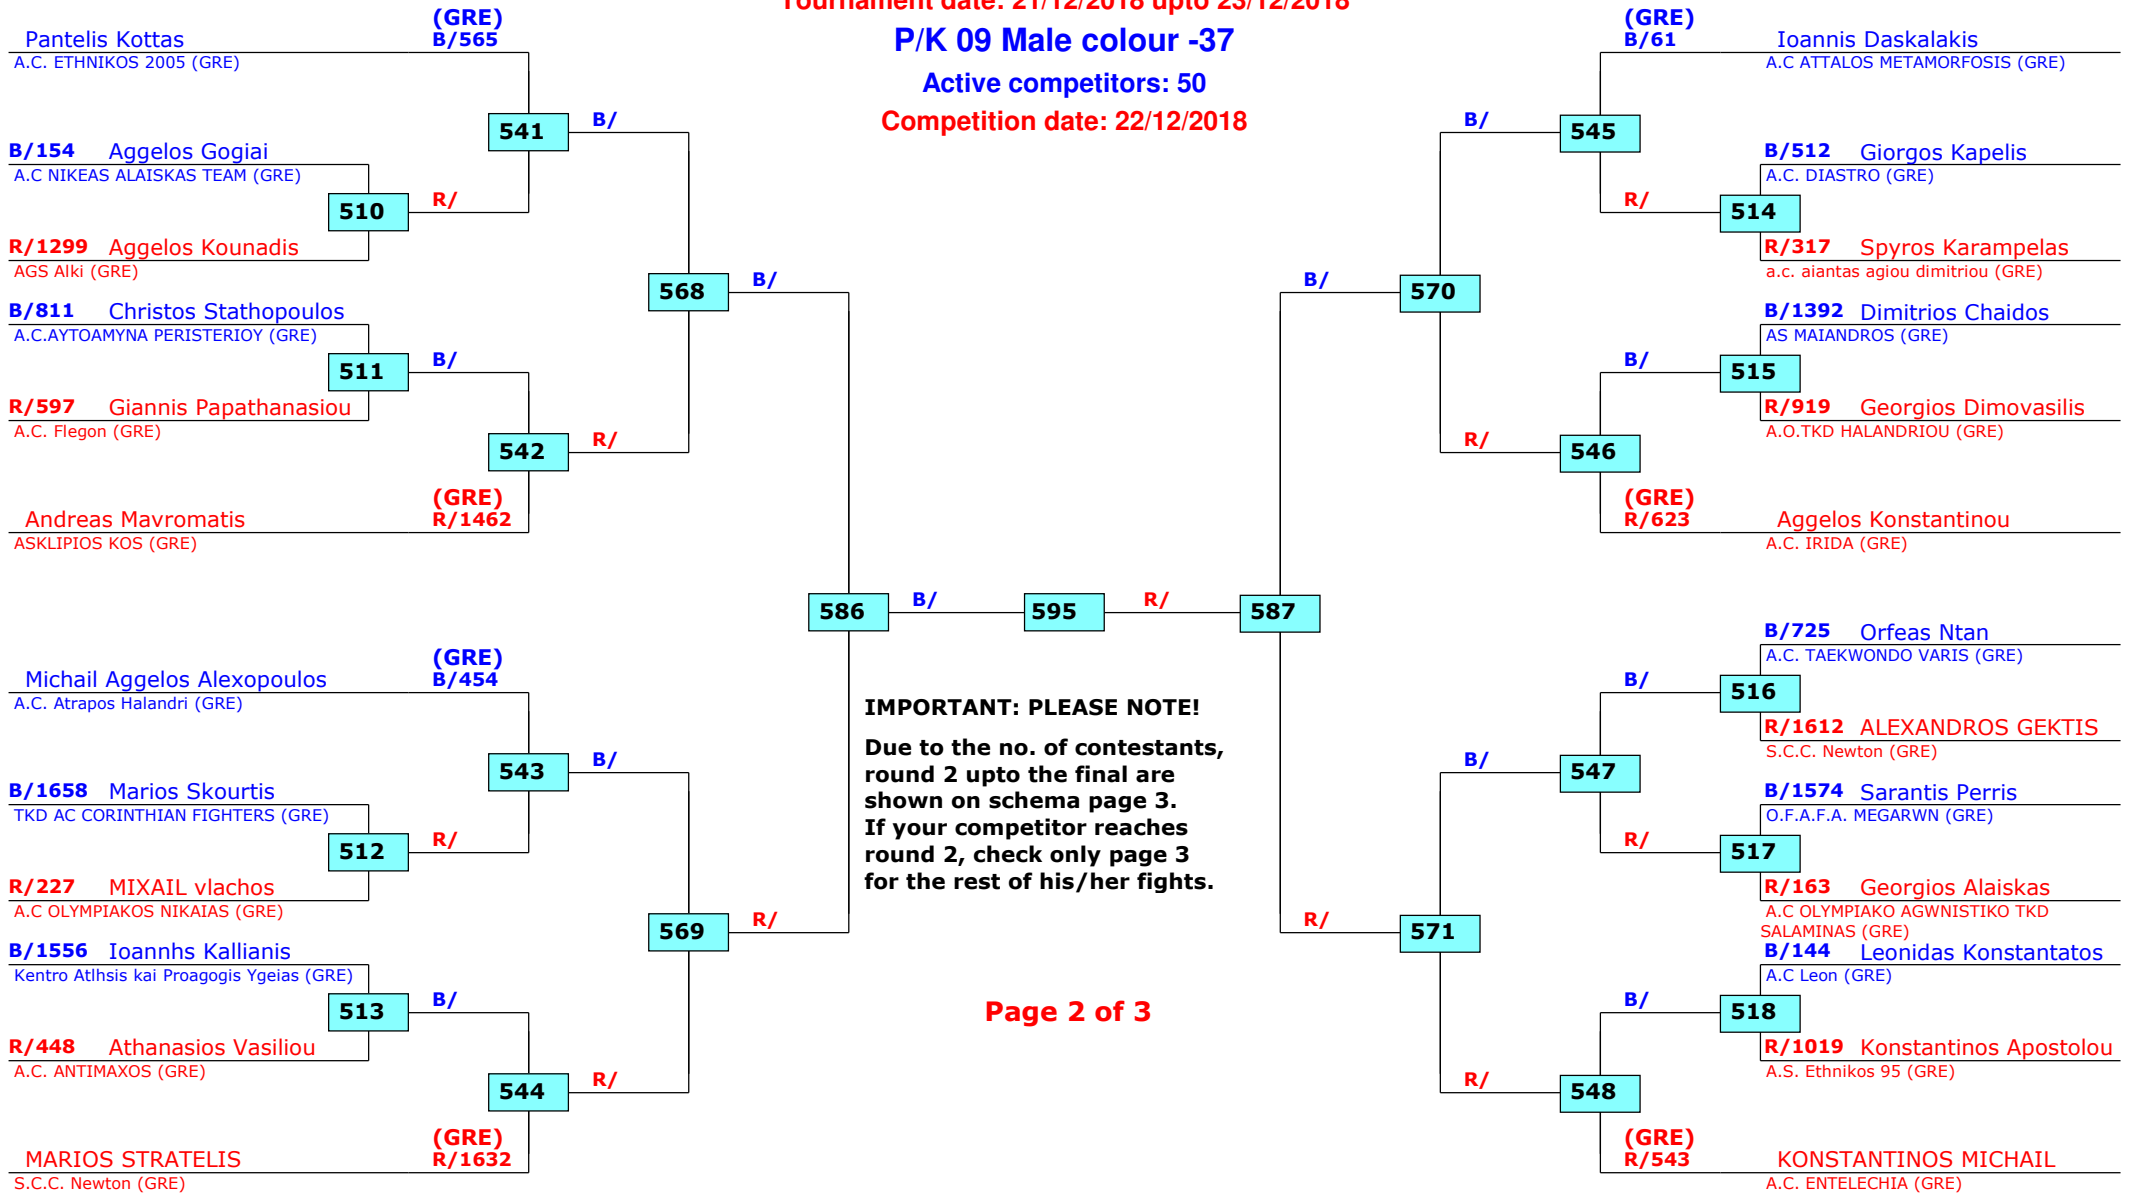 Tournament date: 21/12/2018 upto 23/12/2018
P/K 09 Male colour -37
Active competitors: 50
Competition date: 22/12/2018
(GRE)
Pantelis Kottas B/565
A.C. ETHNIKOS 2005 (GRE)
541 B/
B/154 Aggelos Gogiai
A.C NIKEAS ALAISKAS TEAM (GRE)
510 R/
R/1299 Aggelos Kounadis
AGS Alki (GRE)
568 B/
B/811 Christos Stathopoulos
A.C.AYTOAMYNA PERISTERIOY (GRE)
511 B/
R/597 Giannis Papathanasiou
A.C. Flegon (GRE)
542 R/
(GRE)
Andreas Mavromatis R/1462
ASKLIPIOS KOS (GRE)
586 B/ 595 R/ 587
(GRE)
Michail Aggelos Alexopoulos B/454
A.C. Atrapos Halandri (GRE)
543 B/
B/1658 Marios Skourtis
TKD AC CORINTHIAN FIGHTERS (GRE)
512 R/
R/227 MIXAIL vlachos
A.C OLYMPIAKOS NIKAIAS (GRE)
569 R/
B/1556 Ioannhs Kallianis
Kentro Atlhsis kai Proagogis Ygeias (GRE)
513 B/
R/448 Athanasios Vasiliou
A.C. ANTIMAXOS (GRE)
544 R/
(GRE)
MARIOS STRATELIS R/1632
S.C.C. Newton (GRE)
IMPORTANT: PLEASE NOTE!
Due to the no. of contestants,
round 2 upto the final are
shown on schema page 3.
If your competitor reaches
round 2, check only page 3
for the rest of his/her fights.
Page 2 of 3
(GRE)
B/61 Ioannis Daskalakis
A.C ATTALOS METAMORFOSIS (GRE)
B/ 545
B/512 Giorgos Kapelis
A.C. DIASTRO (GRE)
R/ 514
R/317 Spyros Karampelas
a.c. aiantas agiou dimitriou (GRE)
B/ 570
B/1392 Dimitrios Chaidos
AS MAIANDROS (GRE)
B/ 515
R/919 Georgios Dimovasilis
A.O.TKD HALANDRIOU (GRE)
R/ 546
(GRE)
R/623 Aggelos Konstantinou
A.C. IRIDA (GRE)
B/725 Orfeas Ntan
A.C. TAEKWONDO VARIS (GRE)
B/ 516
R/1612 ALEXANDROS GEKTIS
S.C.C. Newton (GRE)
B/ 547
B/1574 Sarantis Perris
O.F.A.F.A. MEGARWN (GRE)
R/ 517
R/163 Georgios Alaiskas
A.C OLYMPIAKO AGWNISTIKO TKD
SALAMINAS (GRE)
R/ 571
B/144 Leonidas Konstantatos
A.C Leon (GRE)
B/ 518
R/1019 Konstantinos Apostolou
A.S. Ethnikos 95 (GRE)
R/ 548
(GRE)
R/543 KONSTANTINOS MICHAIL
A.C. ENTELECHIA (GRE)